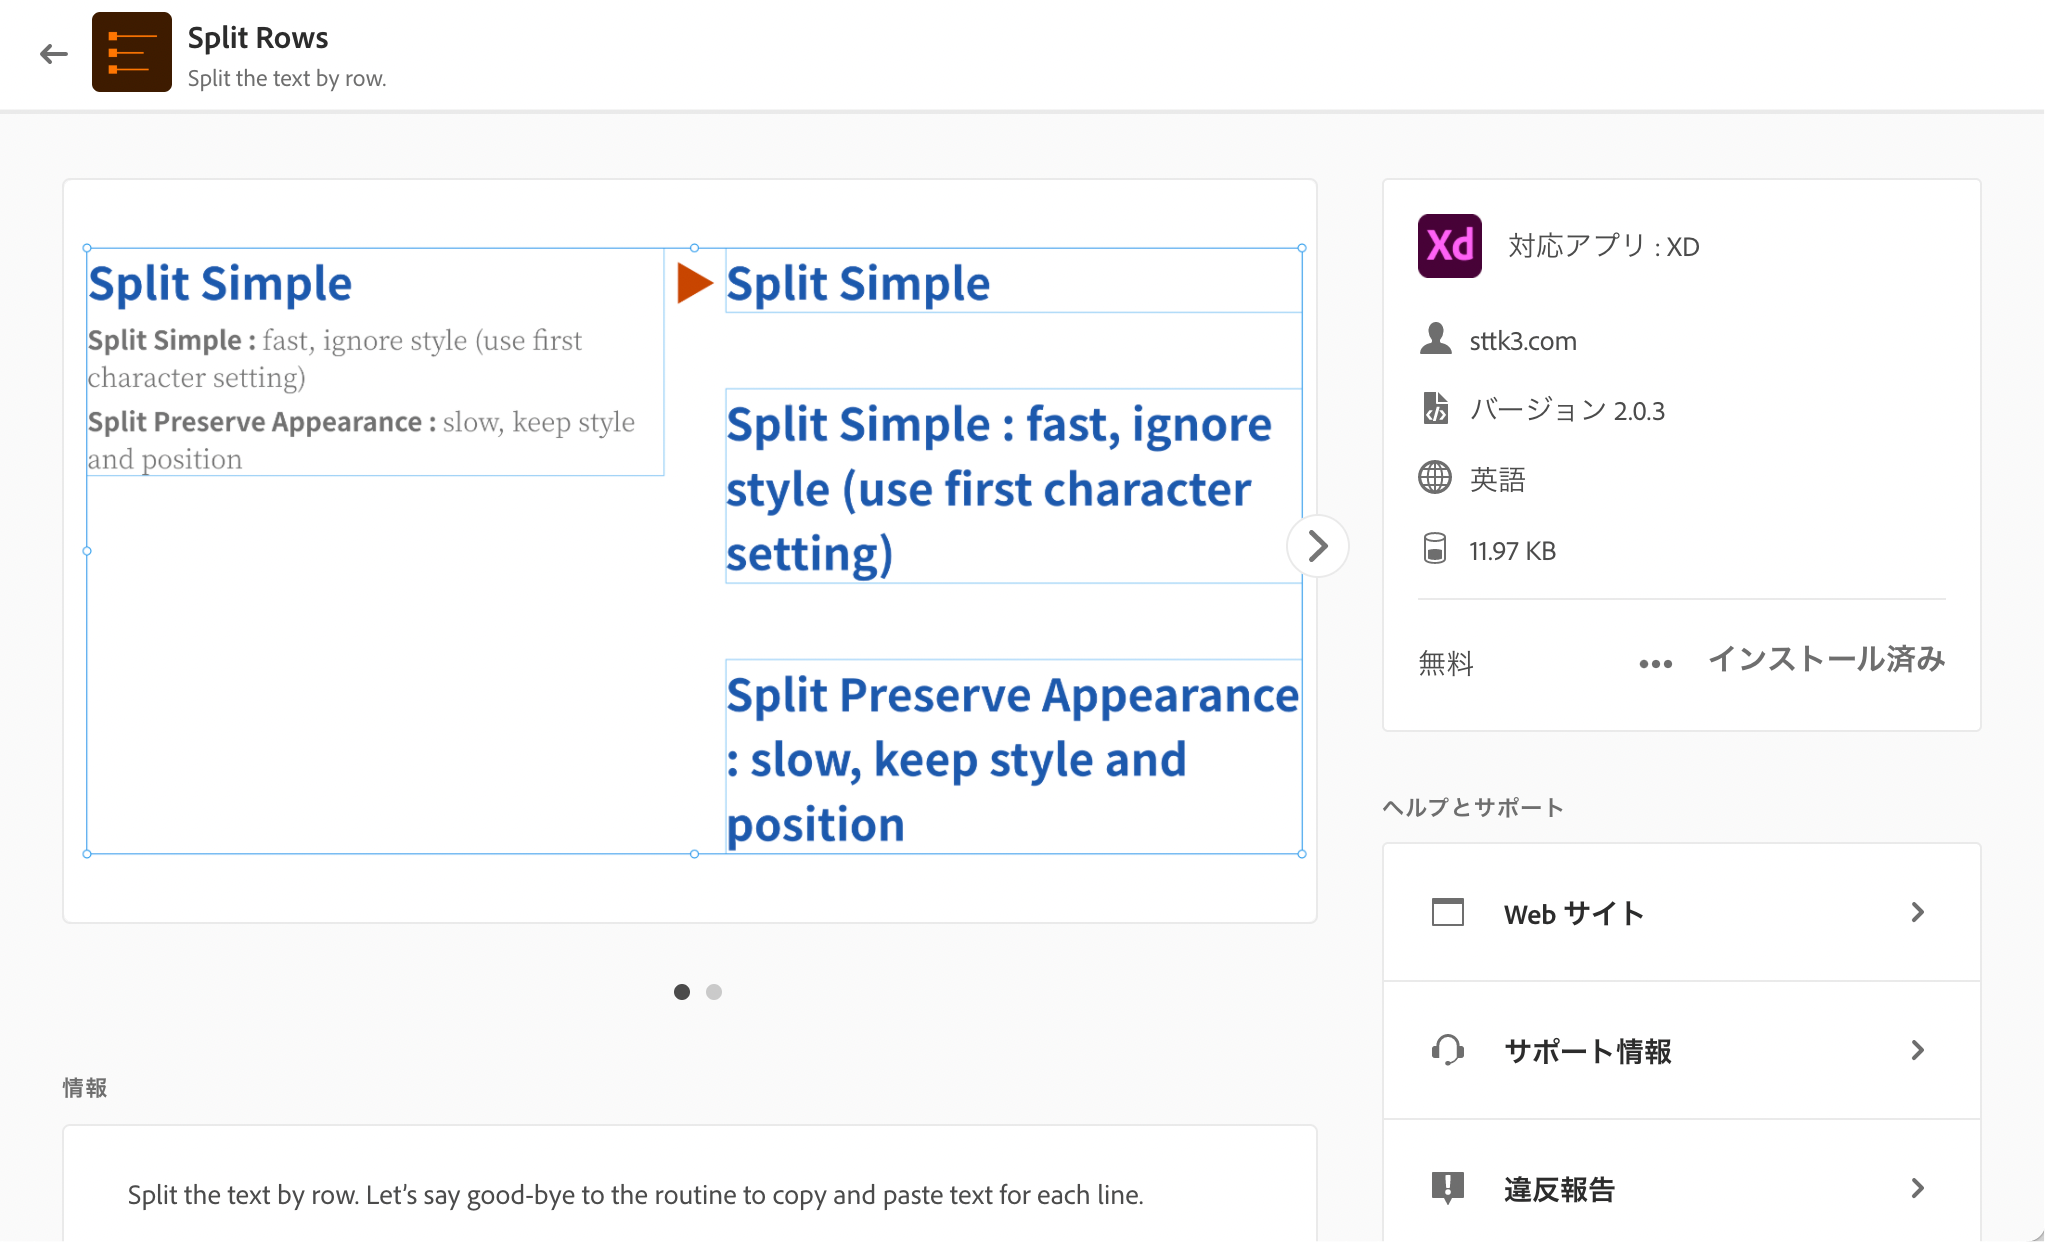 Split Rows
Split the text by row.
Split Simple
Split Simple : fast, ignore style (use first
character setting)
Split Preserve Appearance : slow, keep style
and position
Split Simple
Split Simple : fast, ignore
style (use first character
setting)
Split Preserve Appearance
: slow, keep style and
position
情報
Split the text by row. Let’s say good-bye to the routine to copy and paste text for each line.
Xd
対応アプリ : XD
sttk3.com
バージョン 2.0.3
英語
11.97 KB
無料
••• インストール済み
ヘルプとサポート
Web サイト
サポート情報
違反報告